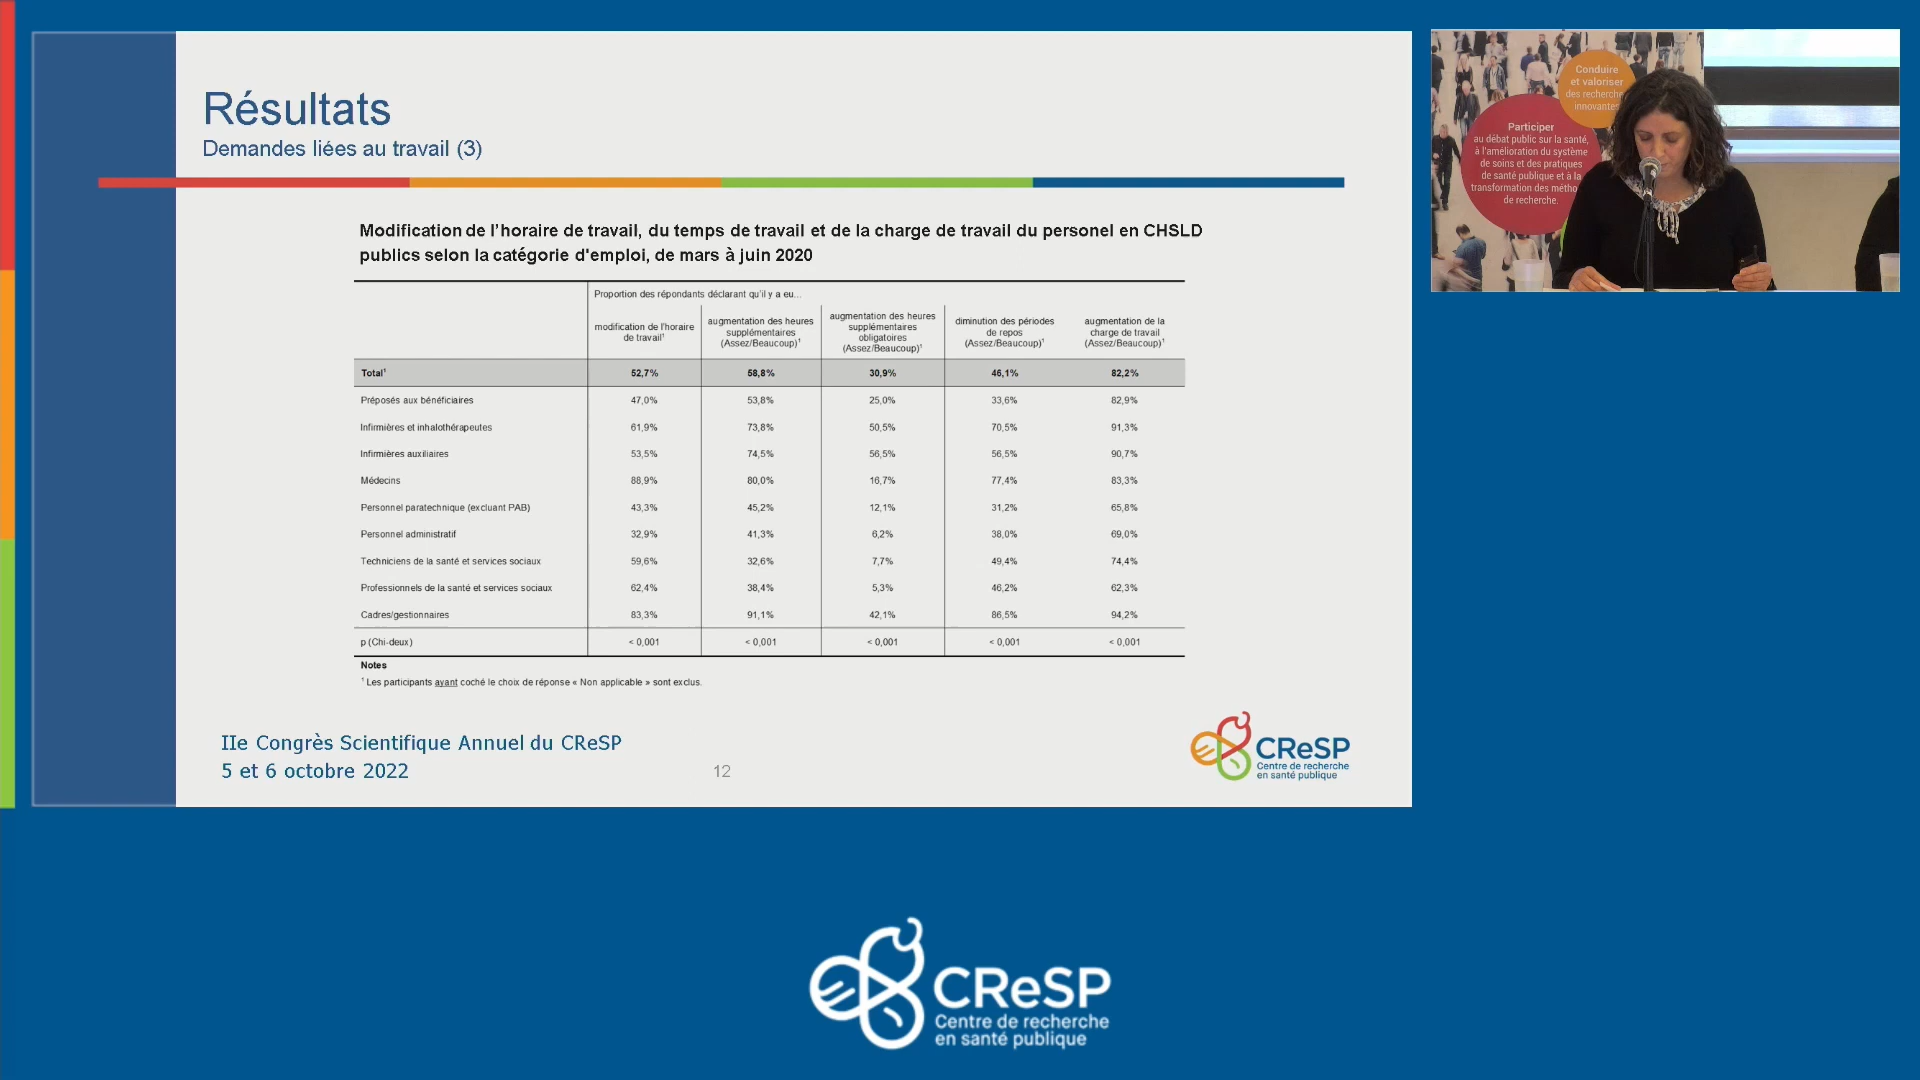 Résultats
Demandes liées au travail (3)
Modification de l'horaire de travail, du temps de travail et de la charge de travail du personel en CHSLD
publics selon la catégorie d'emploi, de mars à juin 2020
Proportion des répondants déclarant qu'il y a eu...
modification de l'horaire
de travail¹
augmentation des heures
supplémentaires
(Assez/Beaucoup)¹
augmentation des heures
supplémentaires
obligatoires
(Assez/Beaucoup)¹
diminution des périodes
de repos
(Assez/Beaucoup)¹
augmentation de la
charge de travail
(Assez/Beaucoup)¹
Total¹ 52,7% 58,8% 30,9% 46,1% 82,2%
Préposés aux bénéficiaires 47,0% 53,8% 25,0% 33,6% 82,9%
Infirmières et inhalothérapeutes 61,9% 73,8% 50,5% 70,5% 91,3%
Infirmières auxiliaires 53,5% 74,5% 56,5% 56,5% 90,7%
Médecins 88,9% 80,0% 16,7% 77,4% 83,3%
Personnel paratechnique (excluant PAB) 43,3% 45,2% 12,1% 31,2% 65,8%
Personnel administratif 32,9% 41,3% 6,2% 38,0% 69,0%
Techniciens de la santé et services sociaux 59,6% 32,6% 7,7% 49,4% 74,4%
Professionnels de la santé et services sociaux 62,4% 38,4% 5,3% 46,2% 62,3%
Cadres/gestionnaires 83,3% 91,1% 42,1% 86,5% 94,2%
p (Chi-deux) < 0,001 < 0,001 < 0,001 < 0,001 < 0,001
Notes
¹ Les participants ayant coché le choix de réponse « Non applicable » sont exclus.
IIe Congrès Scientifique Annuel du CReSP
5 et 6 octobre 2022
12
CReSP
Centre de recherche
en santé publique
Conduire
et valoriser
des recherche
innovantes
Participer
au débat public sur la santé,
à l'amélioration du système
de soins et des pratiques
de santé publique et à la
transformation des métho
de recherche.
CReSP
Centre de recherche
en santé publique